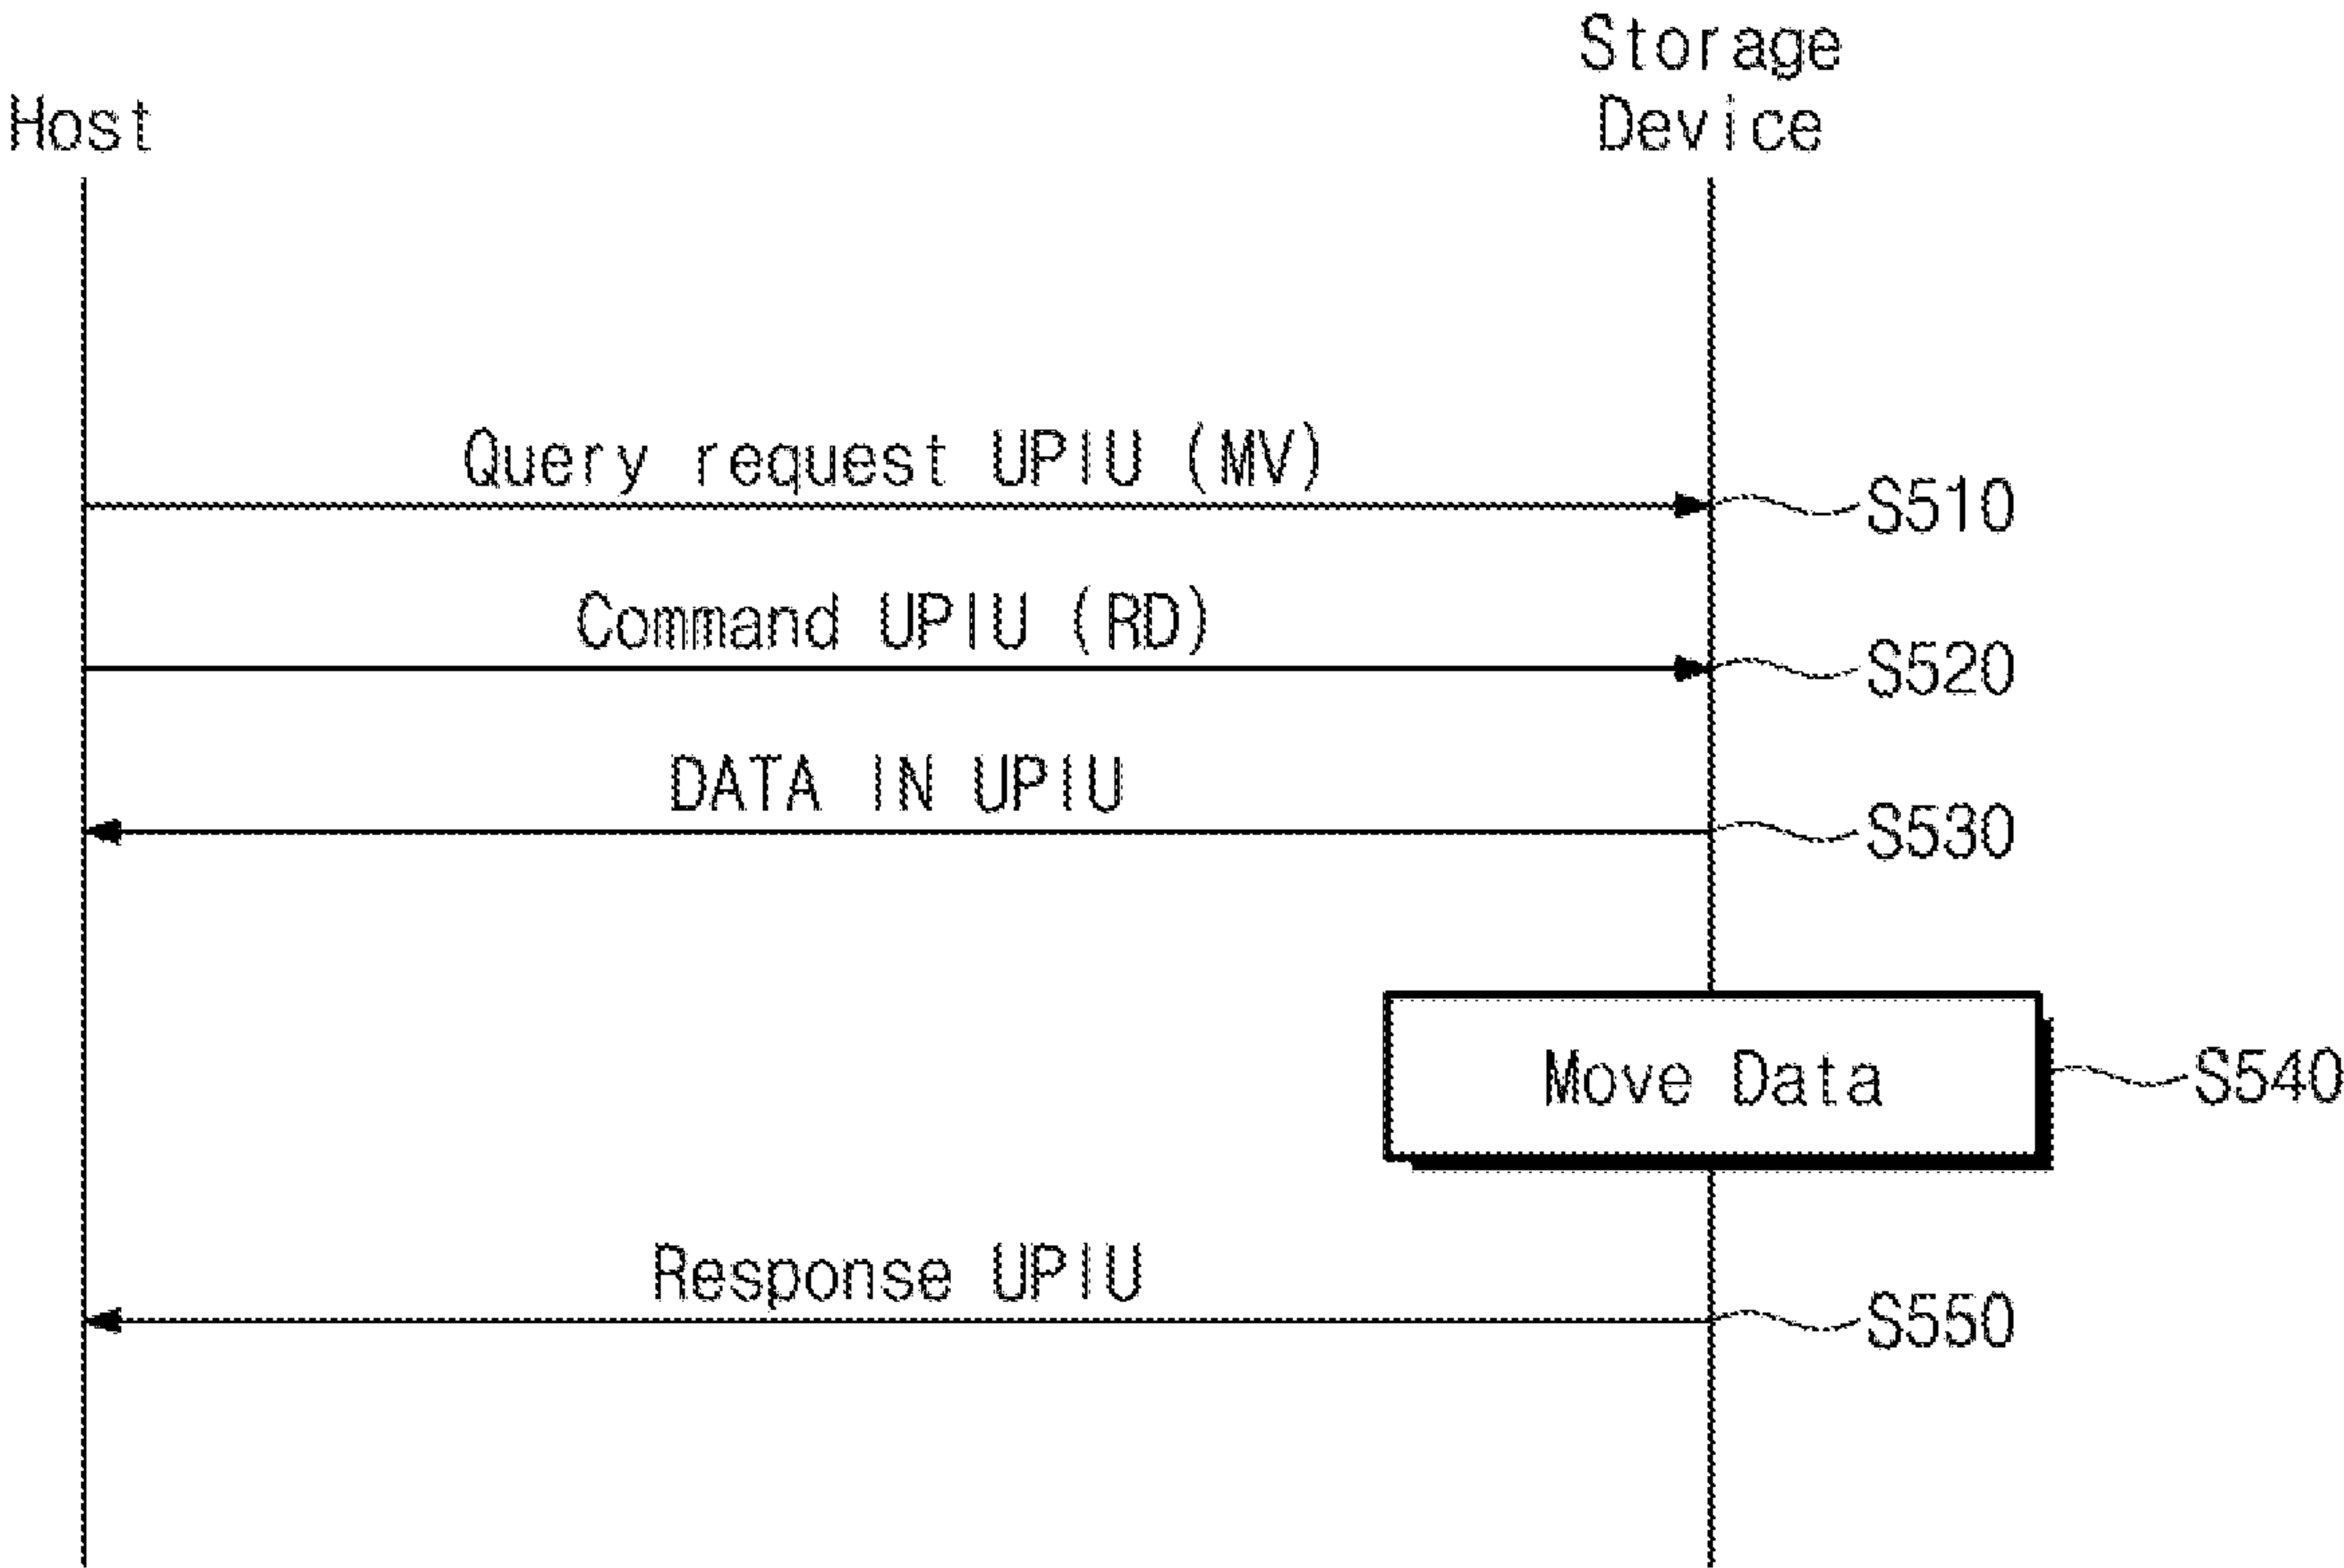 Host
Storage
Device
Query request UPIU (MV)
S510
Command UPIU (RD)
S520
DATA IN UPIU
S530
Move Data
S540
Response UPIU
S550